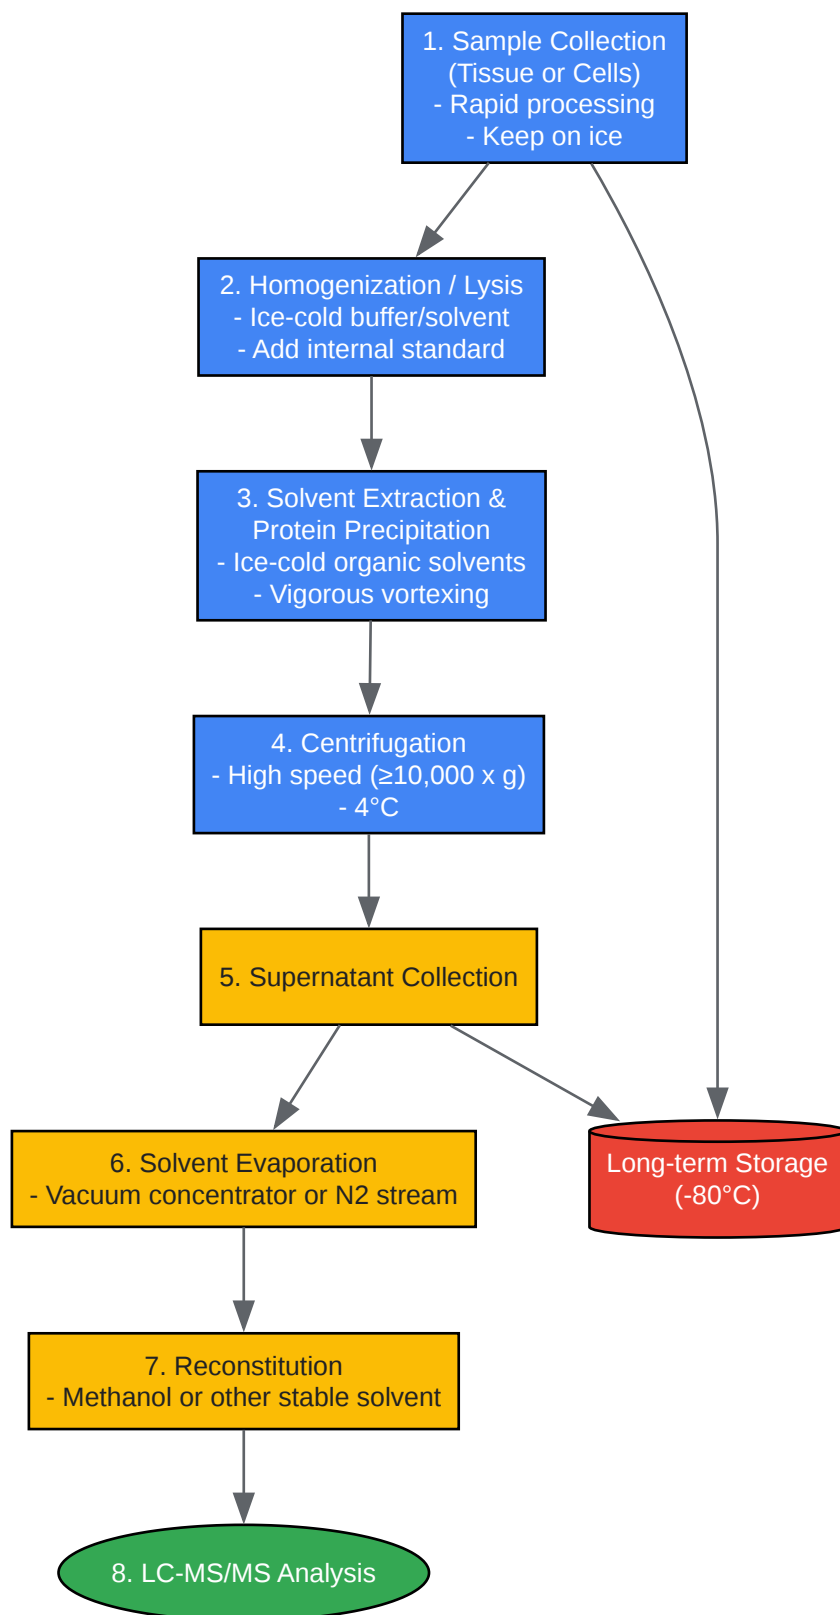 1. Sample Collection
(Tissue or Cells)
- Rapid processing
- Keep on ice
2. Homogenization / Lysis
- Ice-cold buffer/solvent
- Add internal standard
3. Solvent Extraction &
Protein Precipitation
- Ice-cold organic solvents
- Vigorous vortexing
4. Centrifugation
- High speed (≥10,000 x g)
- 4°C
5. Supernatant Collection
6. Solvent Evaporation
- Vacuum concentrator or N2 stream
Long-term Storage
(-80°C)
7. Reconstitution
- Methanol or other stable solvent
8. LC-MS/MS Analysis